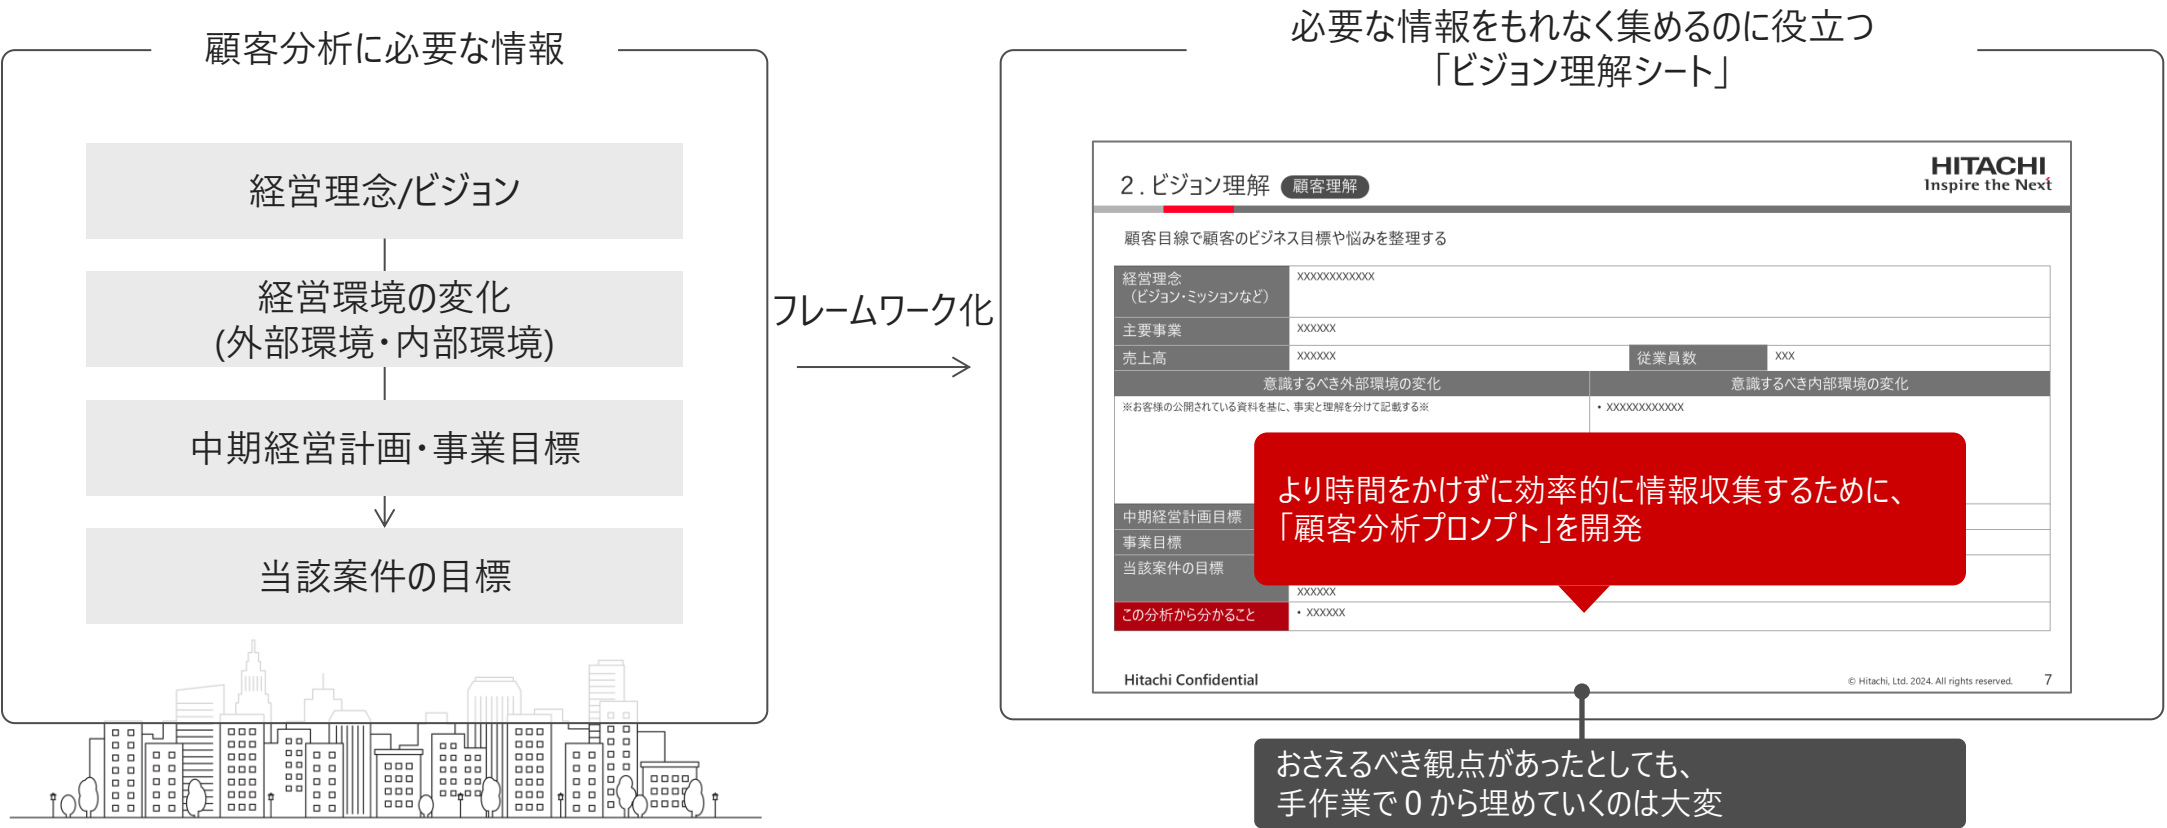 顧客分析に必要な情報
経営理念/ビジョン
経営環境の変化
(外部環境・内部環境)
中期経営計画・事業目標
当該案件の目標
フレームワーク化
必要な情報をもれなく集めるのに役立つ
「ビジョン理解シート」
2．ビジョン理解 顧客理解
HITACHI
Inspire the Next
顧客目線で顧客のビジネス目標や悩みを整理する
経営理念
（ビジョン・ミッションなど）
XXXXXXXXXXXX
主要事業 XXXXXX
売上高 XXXXXX 従業員数 XXX
意識するべき外部環境の変化 意識するべき内部環境の変化
※お客様の公開されている資料を基に、事実と理解を分けて記載する※
• XXXXXXXXXXXX
より時間をかけずに効率的に情報収集するために、
「顧客分析プロンプト」を開発
中期経営計画目標
事業目標
当該案件の目標
XXXXXX
この分析から分かること • XXXXXX
Hitachi Confidential
© Hitachi, Ltd. 2024. All rights reserved. 7
おさえるべき観点があったとしても、
手作業で０から埋めていくのは大変